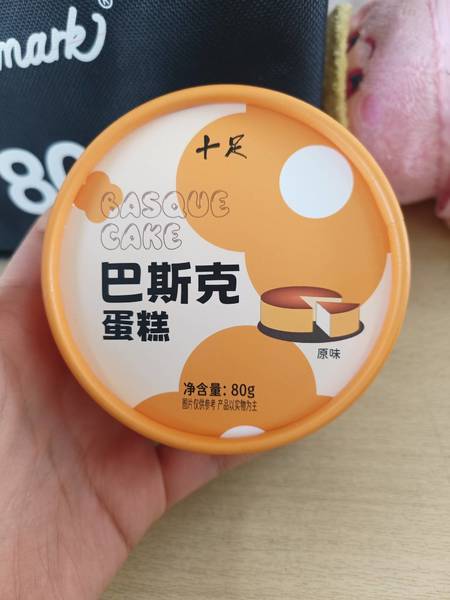 mark®
80
十足
BASQUE
CAKE
巴斯克
蛋糕
原味
净含量：80g
图片仅供参考 产品以实物为主